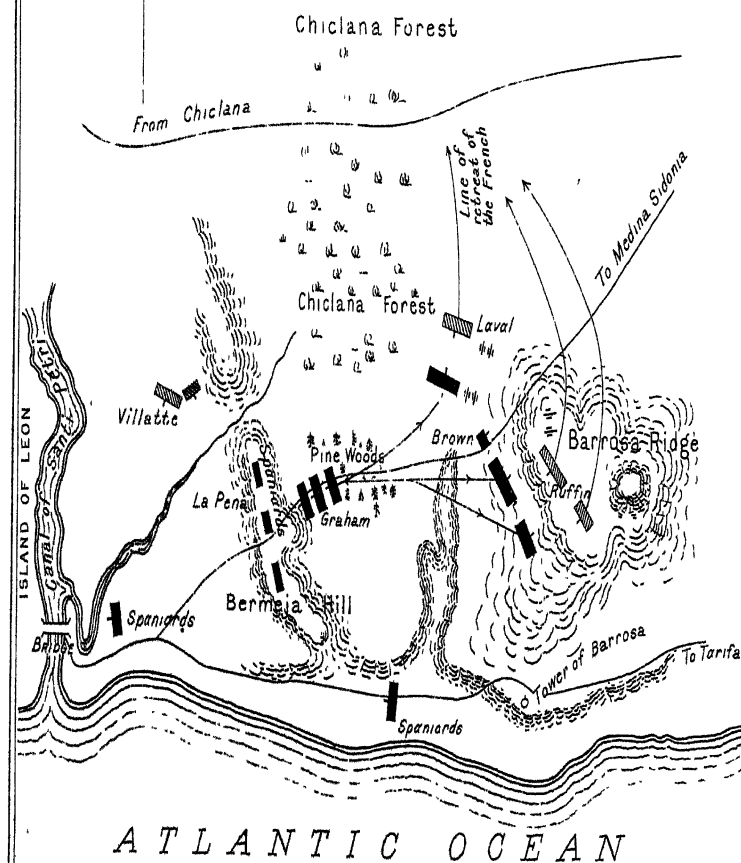 Chiclana Forest
From Chiclana
Line of
retreat of
the French
To Medina Sidonia
Chiclana Forest
Laval
Villatte
Brown
Barrosa Ridge
Pine Woods
Spaniards
La Pena
Ruffin
Graham
ISLAND OF LEON
Canal of Santi Petri
Bermeja Hill
Spaniards
Bridge
Tower of Barrosa
To Tarifa
Spaniards
ATLANTIC OCEAN